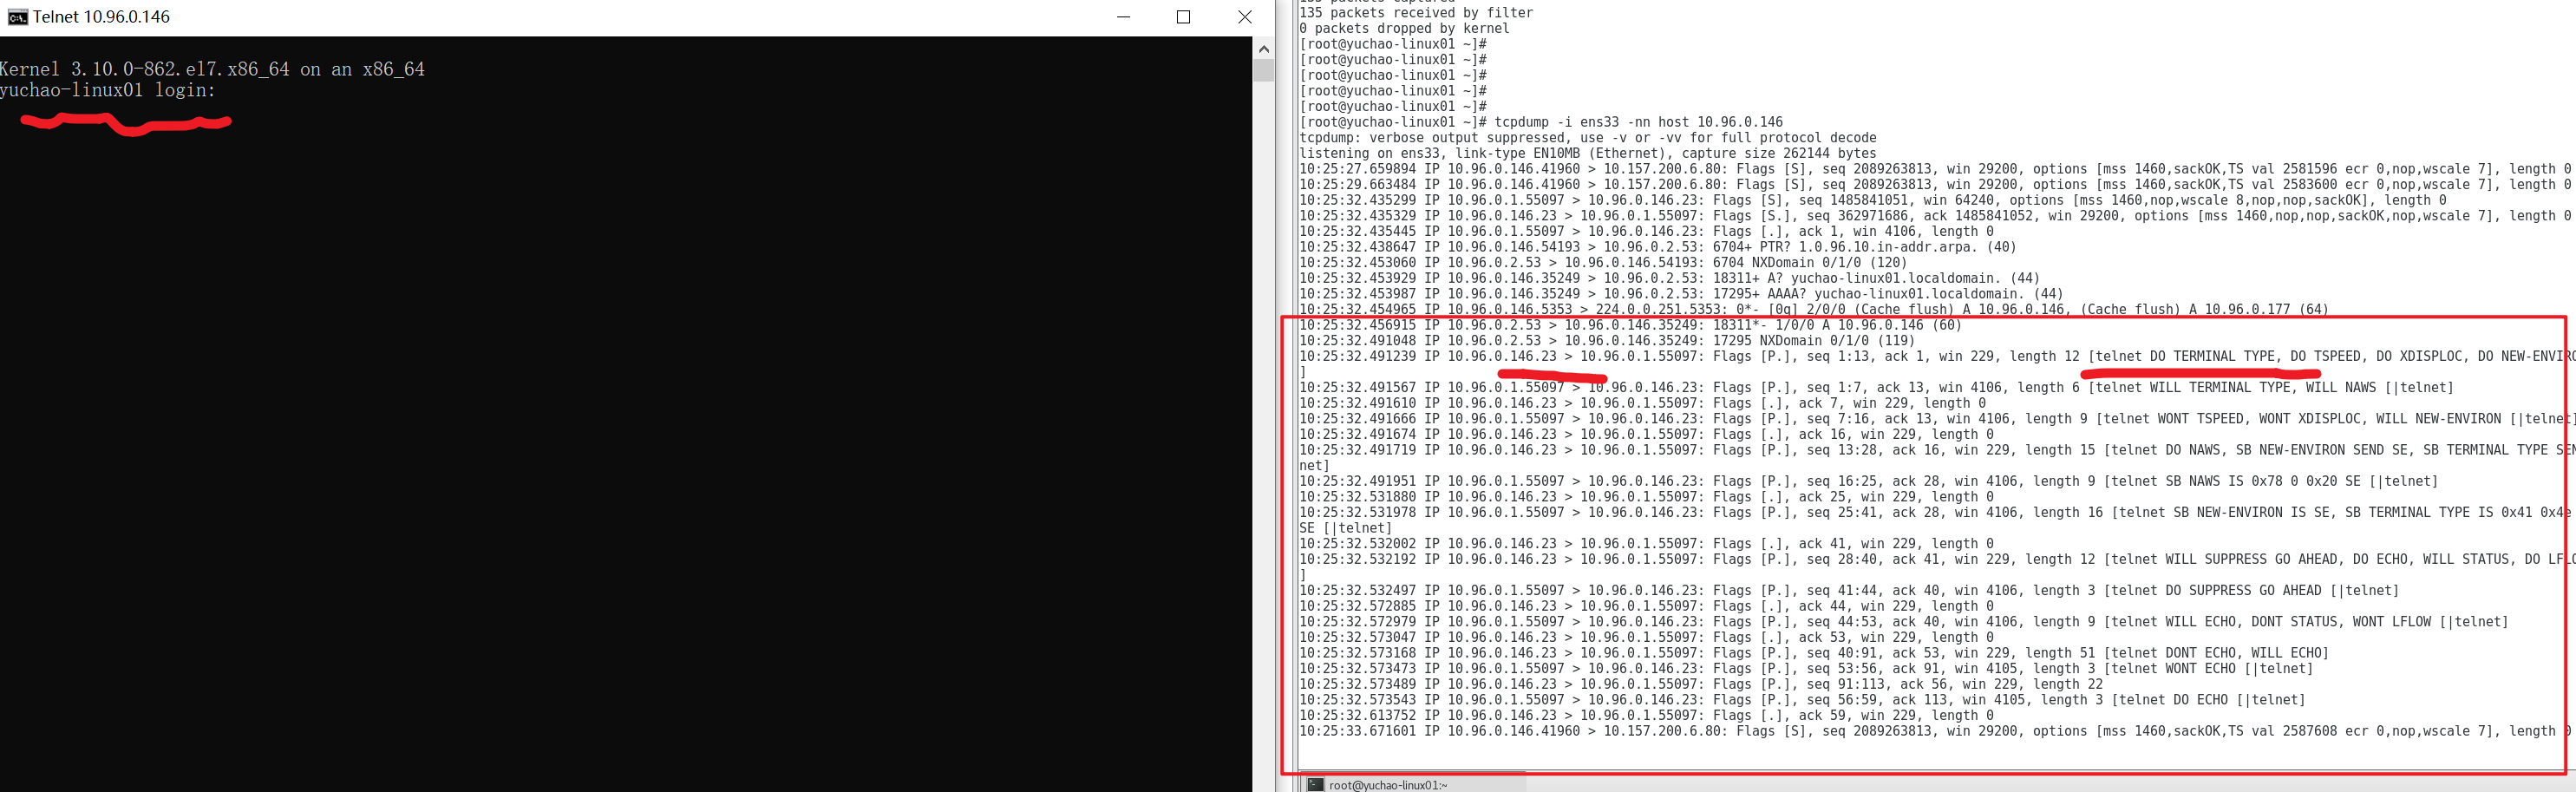 Telnet 10.96.0.146
Kernel 3.10.0-862.el7.x86_64 on an x86_64
yuchao-linux01 login:
135 packets received by filter
0 packets dropped by kernel
[root@yuchao-linux01 ~]#
[root@yuchao-linux01 ~]#
[root@yuchao-linux01 ~]#
[root@yuchao-linux01 ~]#
[root@yuchao-linux01 ~]#
[root@yuchao-linux01 ~]# tcpdump -i ens33 -nn host 10.96.0.146
tcpdump: verbose output suppressed, use -v or -vv for full protocol decode
listening on ens33, link-type EN10MB (Ethernet), capture size 262144 bytes
10:25:27.659894 IP 10.96.0.146.41960 > 10.157.200.6.80: Flags [S], seq 2089263813, win 29200, options [mss 1460,sackOK,TS val 2581596 ecr 0,nop,wscale 7], length 0
10:25:29.663484 IP 10.96.0.146.41960 > 10.157.200.6.80: Flags [S], seq 2089263813, win 29200, options [mss 1460,sackOK,TS val 2583600 ecr 0,nop,wscale 7], length 0
10:25:32.435299 IP 10.96.0.1.55097 > 10.96.0.146.23: Flags [S], seq 1485841051, win 64240, options [mss 1460,nop,wscale 8,nop,nop,sackOK], length 0
10:25:32.435329 IP 10.96.0.146.23 > 10.96.0.1.55097: Flags [S.], seq 362971686, ack 1485841052, win 29200, options [mss 1460,nop,nop,sackOK,nop,wscale 7], length 0
10:25:32.435445 IP 10.96.0.1.55097 > 10.96.0.146.23: Flags [.], ack 1, win 4106, length 0
10:25:32.438647 IP 10.96.0.146.54193 > 10.96.0.2.53: 6704+ PTR? 1.0.96.10.in-addr.arpa. (40)
10:25:32.453060 IP 10.96.0.2.53 > 10.96.0.146.54193: 6704 NXDomain 0/1/0 (120)
10:25:32.453929 IP 10.96.0.146.35249 > 10.96.0.2.53: 18311+ A? yuchao-linux01.localdomain. (44)
10:25:32.453987 IP 10.96.0.146.35249 > 10.96.0.2.53: 17295+ AAAA? yuchao-linux01.localdomain. (44)
10:25:32.454965 IP 10.96.0.146.5353 > 224.0.0.251.5353: 0*- [0q] 2/0/0 (Cache flush) A 10.96.0.146, (Cache flush) A 10.96.0.177 (64)
10:25:32.456915 IP 10.96.0.2.53 > 10.96.0.146.35249: 18311*- 1/0/0 A 10.96.0.146 (60)
10:25:32.491048 IP 10.96.0.2.53 > 10.96.0.146.35249: 17295 NXDomain 0/1/0 (119)
10:25:32.491239 IP 10.96.0.146.23 > 10.96.0.1.55097: Flags [P.], seq 1:13, ack 1, win 229, length 12 [telnet DO TERMINAL TYPE, DO TSPEED, DO XDISPLOC, DO NEW-ENVIRO
]
10:25:32.491567 IP 10.96.0.1.55097 > 10.96.0.146.23: Flags [P.], seq 1:7, ack 13, win 4106, length 6 [telnet WILL TERMINAL TYPE, WILL NAWS [|telnet]
10:25:32.491610 IP 10.96.0.146.23 > 10.96.0.1.55097: Flags [.], ack 7, win 229, length 0
10:25:32.491666 IP 10.96.0.1.55097 > 10.96.0.146.23: Flags [P.], seq 7:16, ack 13, win 4106, length 9 [telnet WONT TSPEED, WONT XDISPLOC, WILL NEW-ENVIRON [|telnet]
10:25:32.491674 IP 10.96.0.146.23 > 10.96.0.1.55097: Flags [.], ack 16, win 229, length 0
10:25:32.491719 IP 10.96.0.146.23 > 10.96.0.1.55097: Flags [P.], seq 13:28, ack 16, win 229, length 15 [telnet DO NAWS, SB NEW-ENVIRON SEND SE, SB TERMINAL TYPE SEN
net]
10:25:32.491951 IP 10.96.0.1.55097 > 10.96.0.146.23: Flags [P.], seq 16:25, ack 28, win 4106, length 9 [telnet SB NAWS IS 0x78 0 0x20 SE [|telnet]
10:25:32.531880 IP 10.96.0.146.23 > 10.96.0.1.55097: Flags [.], ack 25, win 229, length 0
10:25:32.531978 IP 10.96.0.1.55097 > 10.96.0.146.23: Flags [P.], seq 25:41, ack 28, win 4106, length 16 [telnet SB NEW-ENVIRON IS SE, SB TERMINAL TYPE IS 0x41 0x4e
SE [|telnet]
10:25:32.532002 IP 10.96.0.146.23 > 10.96.0.1.55097: Flags [.], ack 41, win 229, length 0
10:25:32.532192 IP 10.96.0.146.23 > 10.96.0.1.55097: Flags [P.], seq 28:40, ack 41, win 229, length 12 [telnet WILL SUPPRESS GO AHEAD, DO ECHO, WILL STATUS, DO LFLO
]
10:25:32.532497 IP 10.96.0.1.55097 > 10.96.0.146.23: Flags [P.], seq 41:44, ack 40, win 4106, length 3 [telnet DO SUPPRESS GO AHEAD [|telnet]
10:25:32.572885 IP 10.96.0.146.23 > 10.96.0.1.55097: Flags [.], ack 44, win 229, length 0
10:25:32.572979 IP 10.96.0.1.55097 > 10.96.0.146.23: Flags [P.], seq 44:53, ack 40, win 4106, length 9 [telnet WILL ECHO, DONT STATUS, WONT LFLOW [|telnet]
10:25:32.573047 IP 10.96.0.146.23 > 10.96.0.1.55097: Flags [.], ack 53, win 229, length 0
10:25:32.573168 IP 10.96.0.146.23 > 10.96.0.1.55097: Flags [P.], seq 40:91, ack 53, win 229, length 51 [telnet DONT ECHO, WILL ECHO]
10:25:32.573473 IP 10.96.0.1.55097 > 10.96.0.146.23: Flags [P.], seq 53:56, ack 91, win 4105, length 3 [telnet WONT ECHO [|telnet]
10:25:32.573489 IP 10.96.0.146.23 > 10.96.0.1.55097: Flags [P.], seq 91:113, ack 56, win 229, length 22
10:25:32.573543 IP 10.96.0.1.55097 > 10.96.0.146.23: Flags [P.], seq 56:59, ack 113, win 4105, length 3 [telnet DO ECHO [|telnet]
10:25:32.613752 IP 10.96.0.146.23 > 10.96.0.1.55097: Flags [.], ack 59, win 229, length 0
10:25:33.671601 IP 10.96.0.146.41960 > 10.157.200.6.80: Flags [S], seq 2089263813, win 29200, options [mss 1460,sackOK,TS val 2587608 ecr 0,nop,wscale 7], length 0
root@yuchao-linux01:~